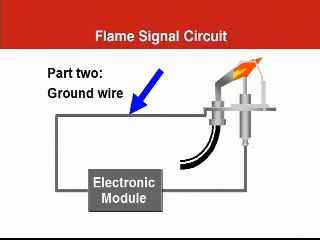 Flame Signal Circuit
Part two:
Ground wire
Electronic
Module